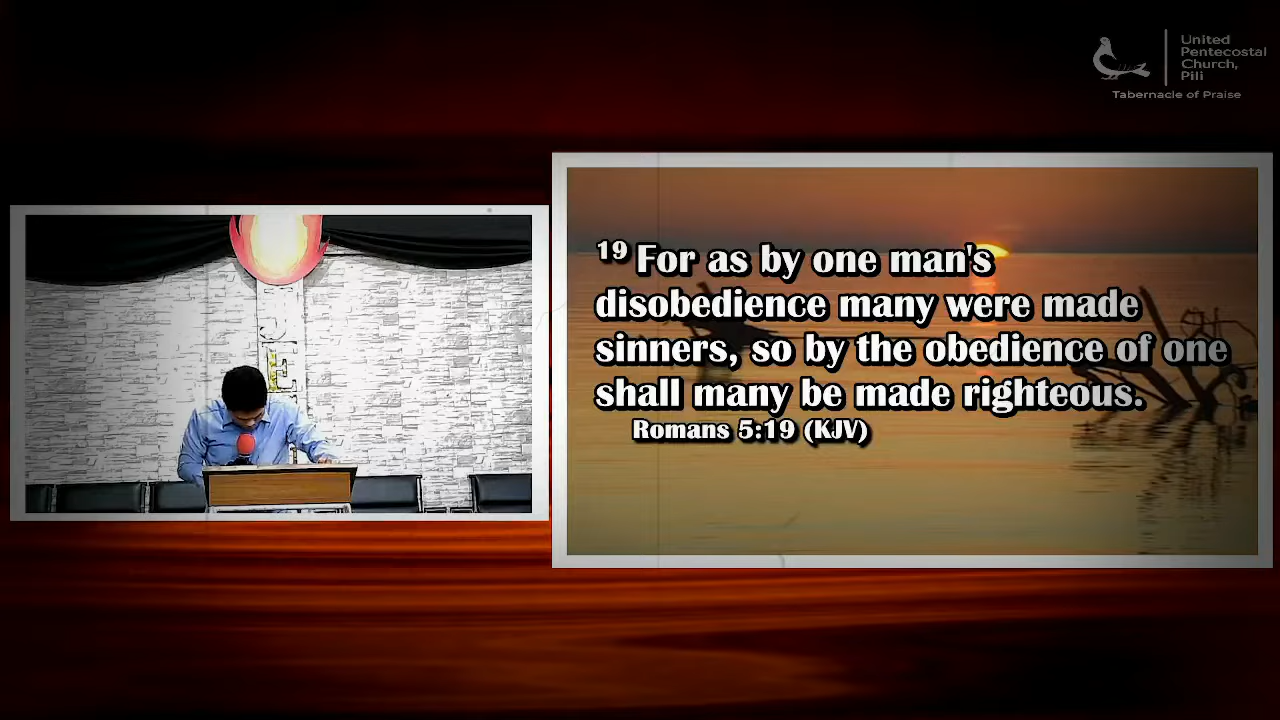 United
Pentecostal
Church,
Pili
Tabernacle of Praise
19 For as by one man's
disobedience many were made
sinners, so by the obedience of one
shall many be made righteous.
Romans 5:19 (KJV)